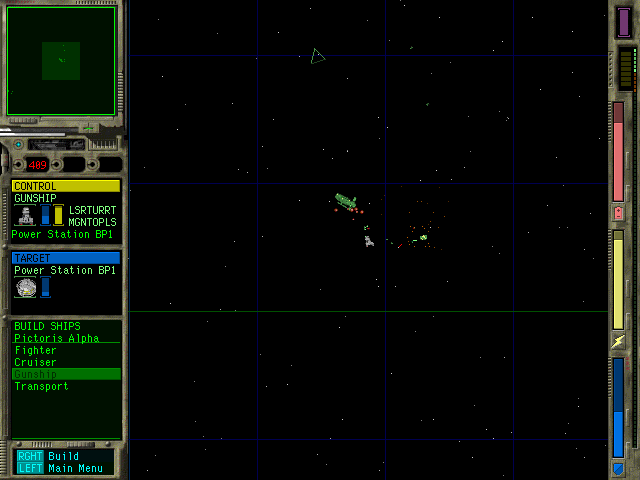 489
CONTROL
GUNSHIP
LSRTURRT
MGNTOPLS
Power Station BP1
TARGET
Power Station BP1
BUILD SHIPS
Pictoris Alpha
Fighter
Cruiser
Gunship
Transport
RGHT Build
LEFT Main Menu